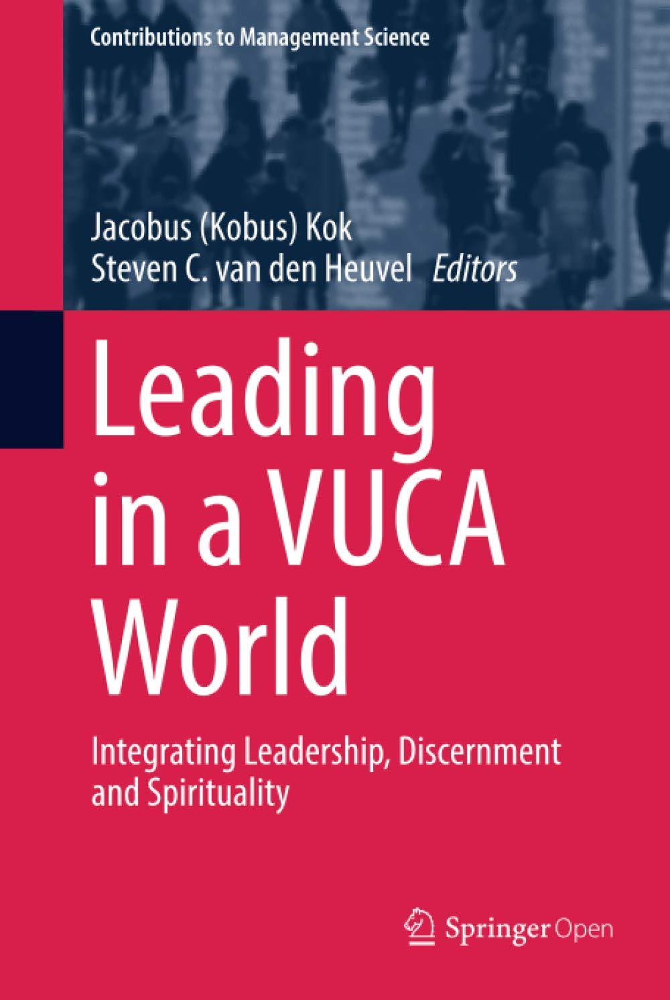 Contributions to Management Science
Jacobus (Kobus) Kok
Steven C. van den Heuvel Editors
Leading
in a VUCA
World
Integrating Leadership, Discernment
and Spirituality
Springer Open